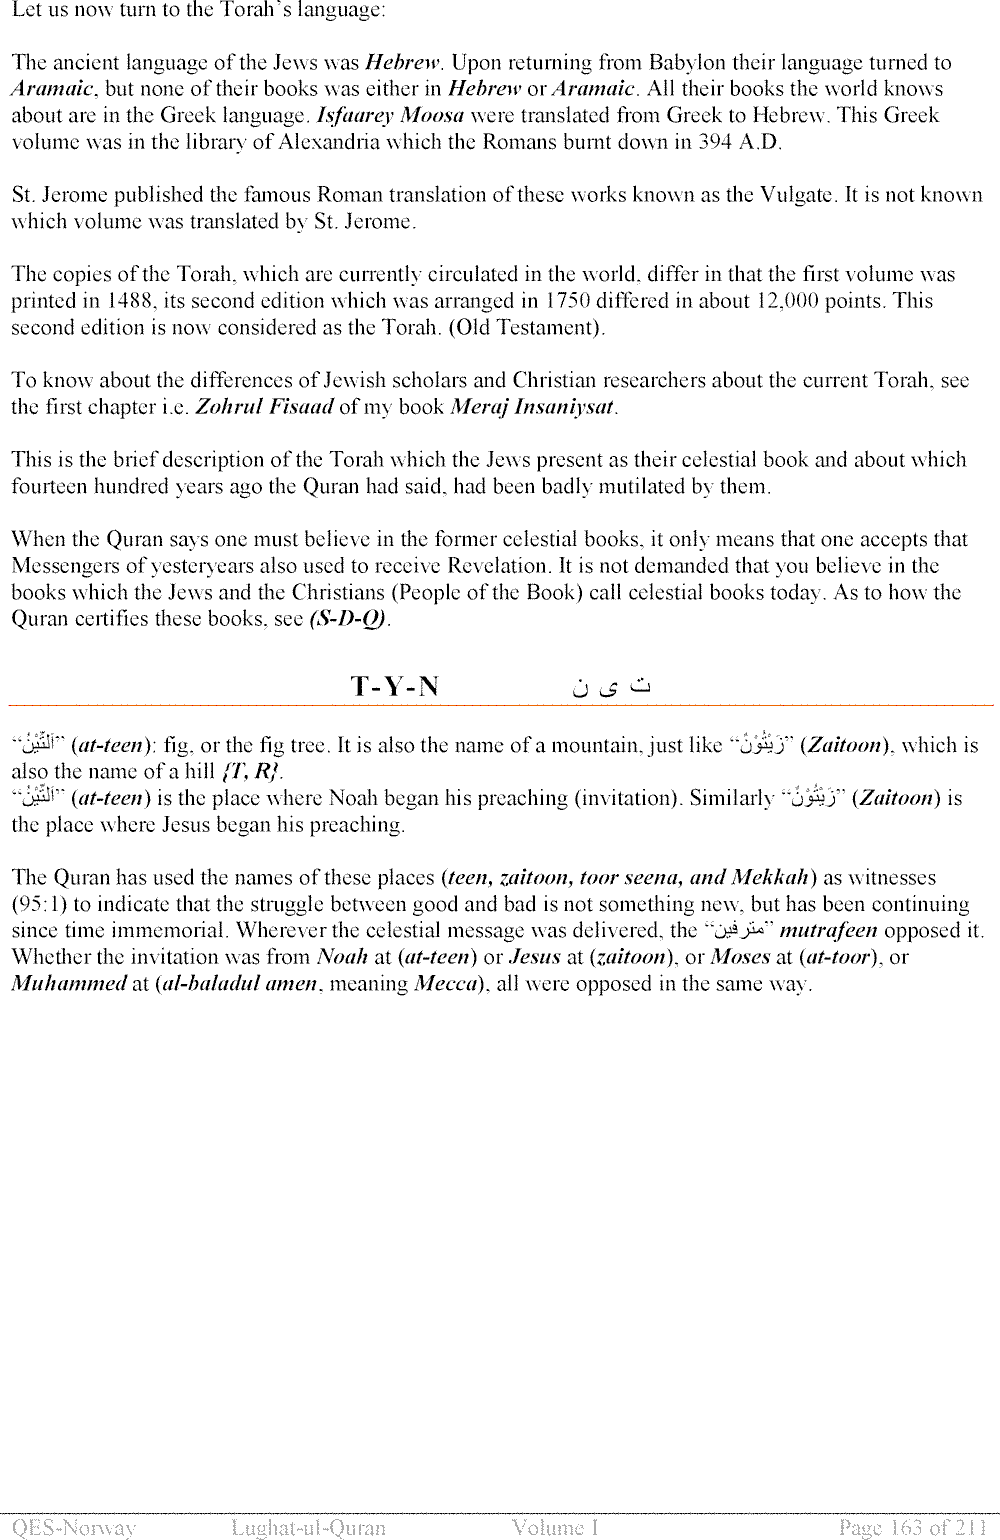 Let us now turn to the Torah's language:
The ancient language of the Jews was Hebrew. Upon returning from Babylon their language turned to
Aramaic, but none of their books was either in Hebrew or Aramaic. All their books the world knows
about are in the Greek language. Isfaarey Moosa were translated from Greek to Hebrew. This Greek
volume was in the library of Alexandria which the Romans burnt down in 394 A.D.
St. Jerome published the famous Roman translation of these works known as the Vulgate. It is not known
which volume was translated by St. Jerome.
The copies of the Torah, which are currently circulated in the world, differ in that the first volume was
printed in 1488, its second edition which was arranged in 1750 differed in about 12,000 points. This
second edition is now considered as the Torah. (Old Testament).
To know about the differences of Jewish scholars and Christian researchers about the current Torah, see
the first chapter i.e. Zohrul Fisaad of my book Meraj Insaniysat.
This is the brief description of the Torah which the Jews present as their celestial book and about which
fourteen hundred years ago the Quran had said, had been badly mutilated by them.
When the Quran says one must believe in the former celestial books, it only means that one accepts that
Messengers of yesteryears also used to receive Revelation. It is not demanded that you believe in the
books which the Jews and the Christians (People of the Book) call celestial books today. As to how the
Quran certifies these books, see (S-D-Q).
T-Y-N ت ی ن
“اَلتِّيْنُ” (at-teen): fig, or the fig tree. It is also the name of a mountain, just like “زَيْتُوْنُ” (Zaitoon), which is
also the name of a hill {T, R}.
“اَلتِّيْنُ” (at-teen) is the place where Noah began his preaching (invitation). Similarly “زَيْتُوْنُ” (Zaitoon) is
the place where Jesus began his preaching.
The Quran has used the names of these places (teen, zaitoon, toor seena, and Mekkah) as witnesses
(95:1) to indicate that the struggle between good and bad is not something new, but has been continuing
since time immemorial. Wherever the celestial message was delivered, the “مترفين” mutrafeen opposed it.
Whether the invitation was from Noah at (at-teen) or Jesus at (zaitoon), or Moses at (at-toor), or
Muhammed at (al-baladul amen, meaning Mecca), all were opposed in the same way.
QES-Norway Lughat-ul-Quran Volume I Page 163 of 211